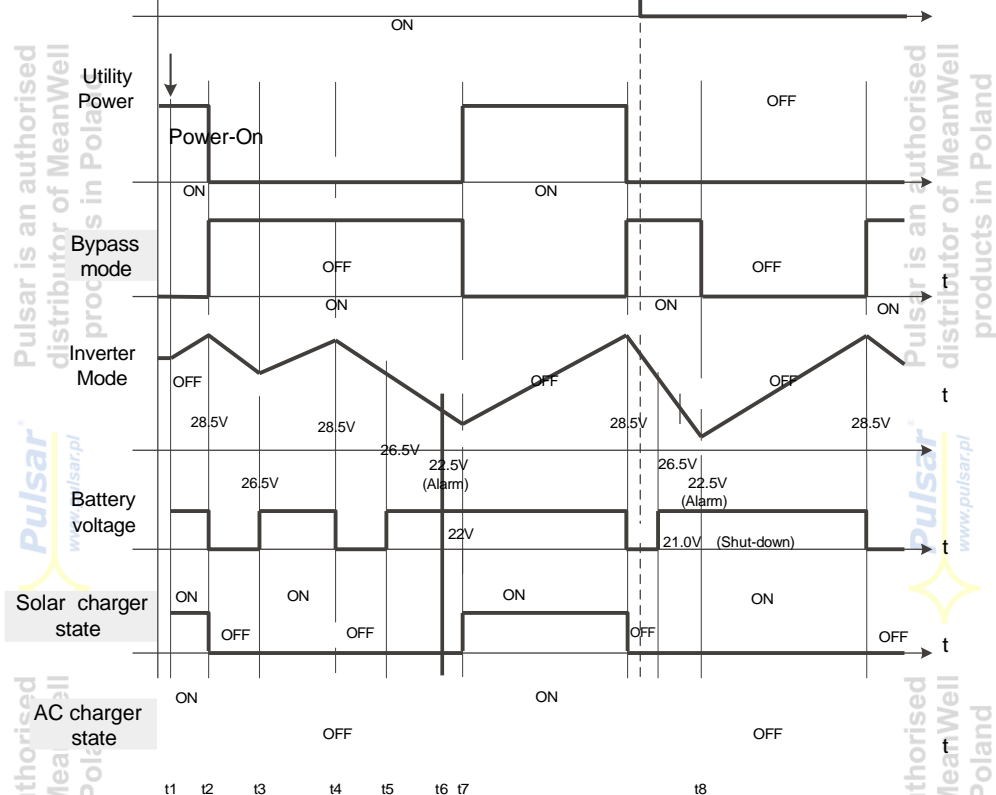 ON
Utility
Power
OFF
Power-On
ON
ON
Bypass
mode
OFF
OFF
t
ON
ON
ON
Inverter
Mode
OFF
OFF
OFF
t
28.5V
28.5V
28.5V
28.5V
26.5V
22.5V
(Alarm)
26.5V
26.5V
22.5V
(Alarm)
Battery
voltage
22V
21.0V (Shut-down)
t
Solar charger
state
ON
ON
ON
ON
OFF
OFF
OFF
OFF
t
AC charger
state
ON
ON
OFF
OFF
t
t1 t2 t3 t4 t5 t6 t7 t8
Pulsar is an authorised
distributor of MeanWell
products in Poland
Pulsar is an authorised
distributor of MeanWell
products in Poland
Pulsar
www.pulsar.pl
Pulsar
www.pulsar.pl